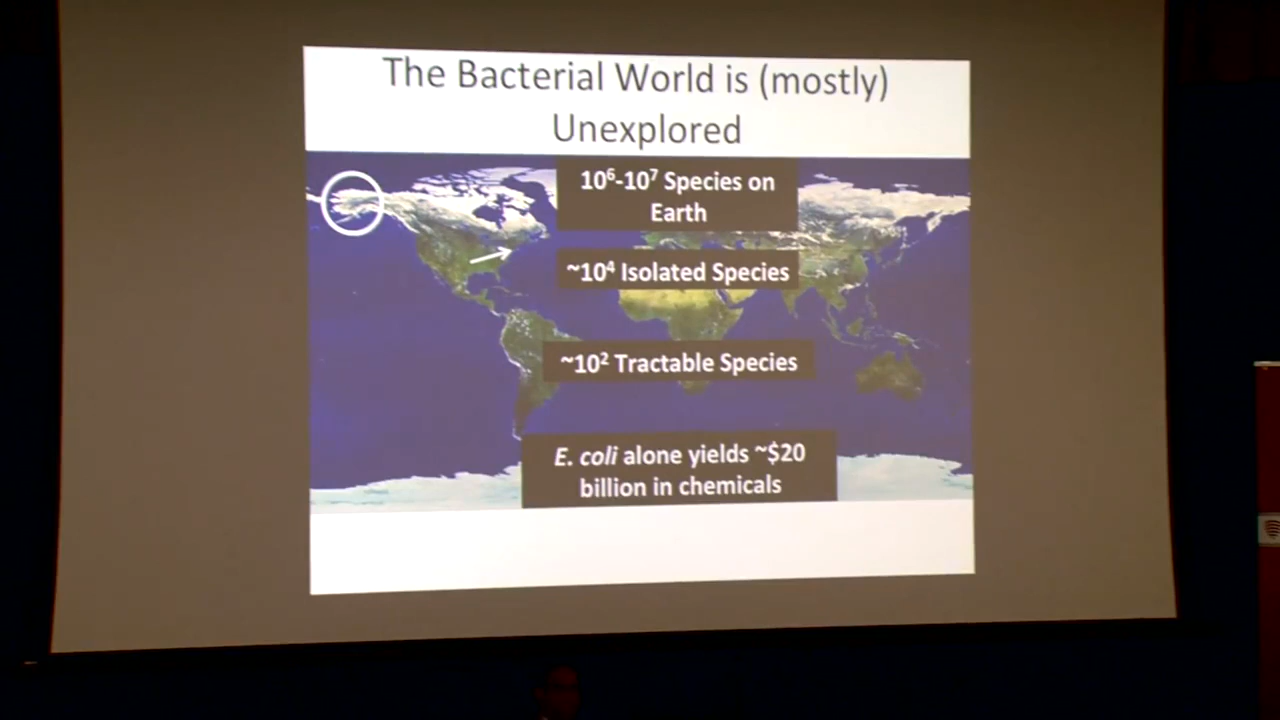 The Bacterial World is (mostly)
Unexplored
10⁶-10⁷ Species on
Earth
~10⁴ Isolated Species
~10² Tractable Species
E. coli alone yields ~$20
billion in chemicals